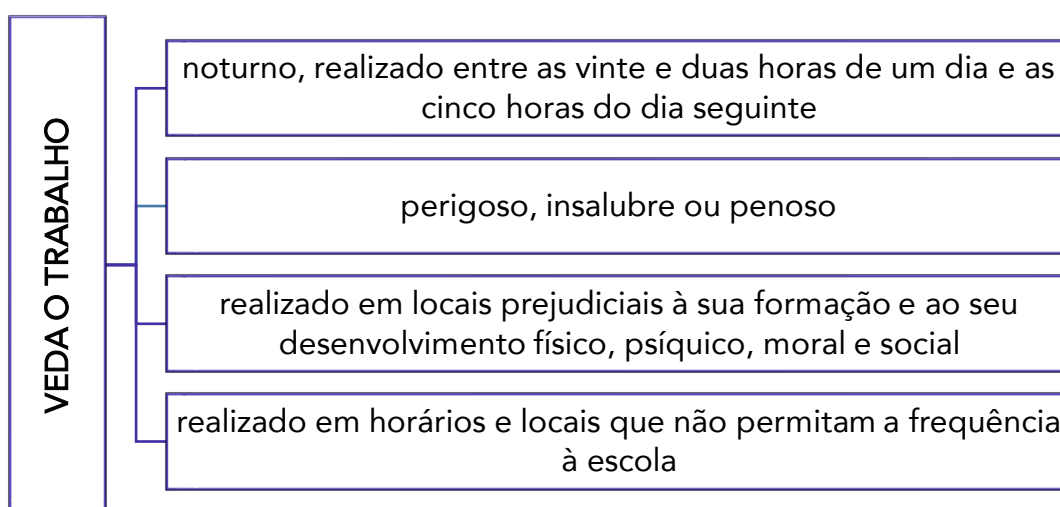 VEDA O TRABALHO
noturno, realizado entre as vinte e duas horas de um dia e as
cinco horas do dia seguinte
perigoso, insalubre ou penoso
realizado em locais prejudiciais à sua formação e ao seu
desenvolvimento físico, psíquico, moral e social
realizado em horários e locais que não permitam a frequência
à escola